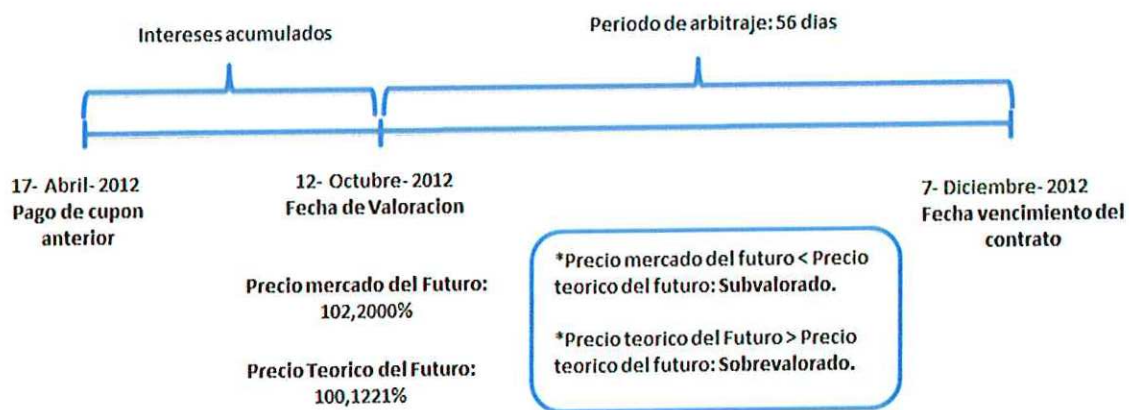 Intereses acumulados
Periodo de arbitraje: 56 dias
17- Abril- 2012
Pago de cupon
anterior
12- Octubre- 2012
Fecha de Valoracion
7- Diciembre- 2012
Fecha vencimiento del
contrato
Precio mercado del Futuro:
102,2000%
Precio Teorico del Futuro:
100,1221%
*Precio mercado del futuro < Precio
teorico del futuro: Subvalorado.
*Precio teorico del Futuro > Precio
teorico del futuro: Sobrevalorado.